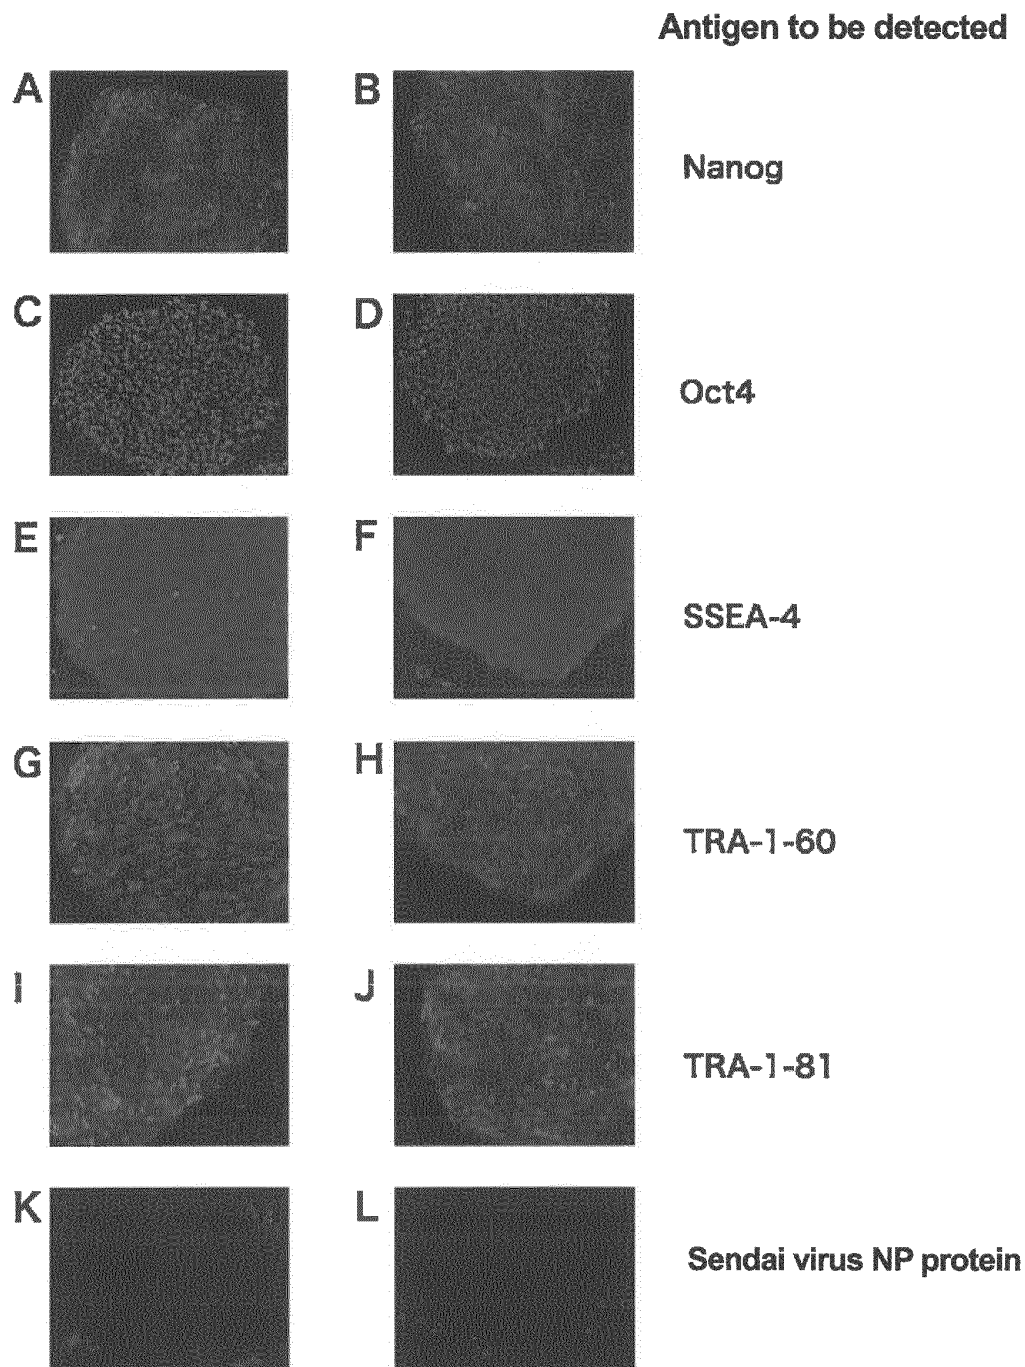 Antigen to be detected
A B Nanog
C D Oct4
E F SSEA-4
G H TRA-1-60
I J TRA-1-81
K L Sendai virus NP protein